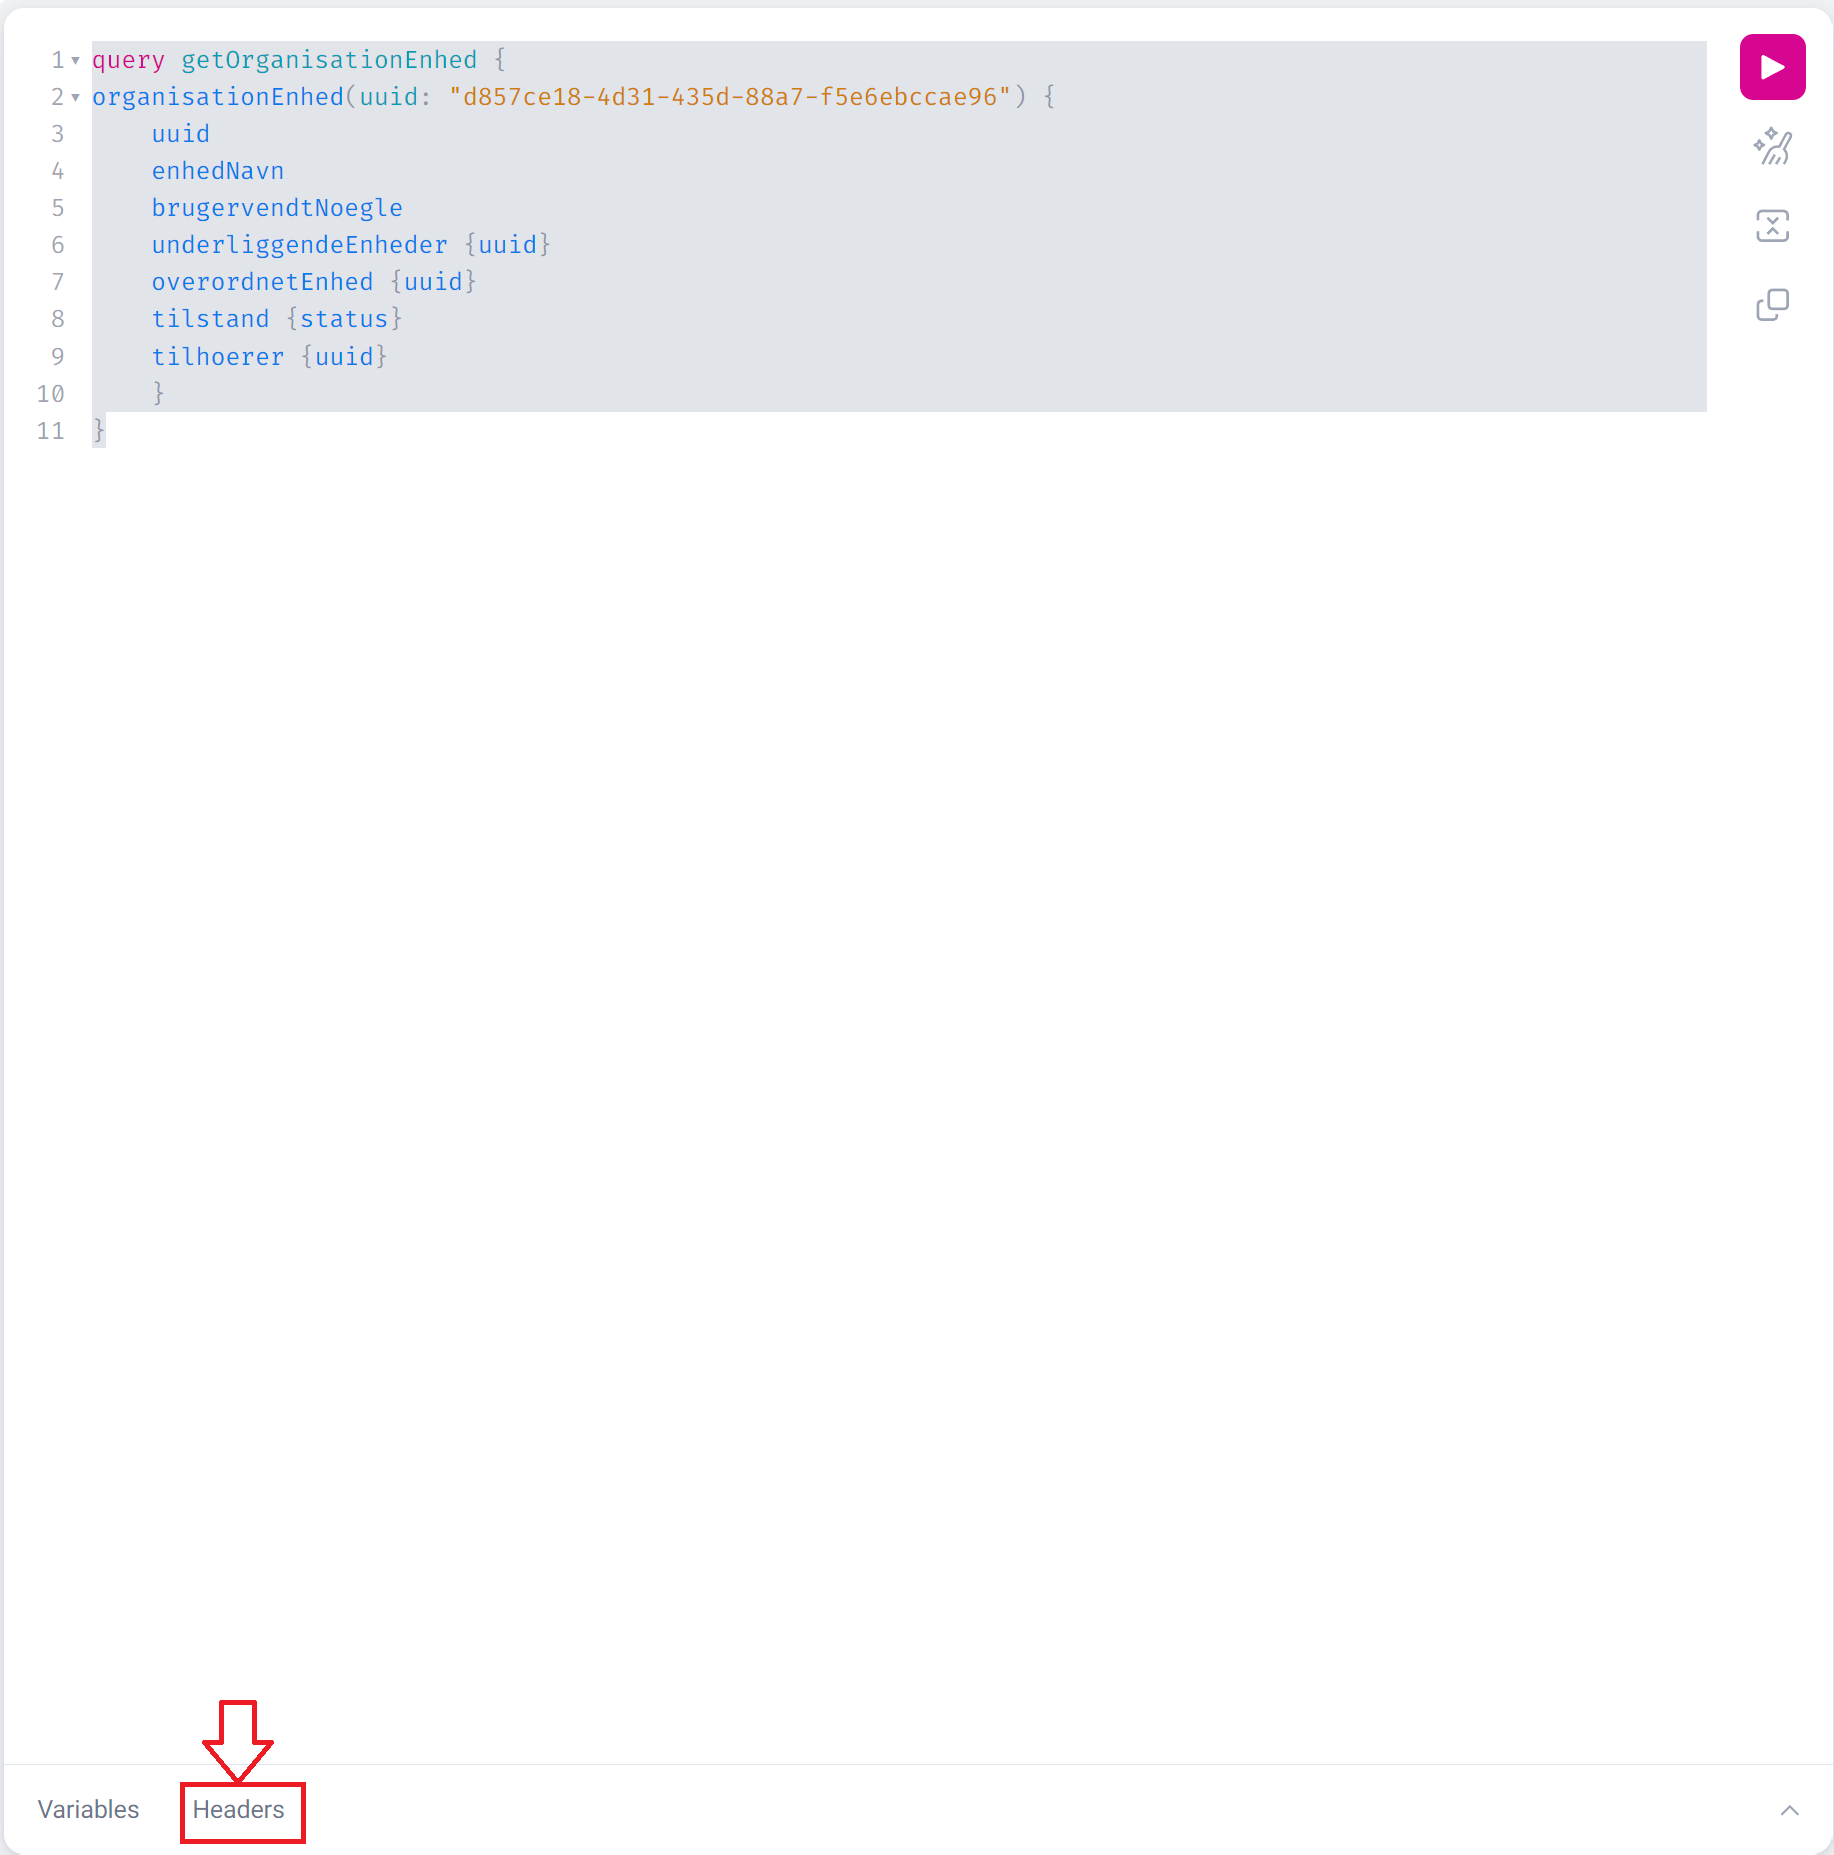 1 query getOrganisationEnhed {
2 organisationEnhed(uuid: "d857ce18-4d31-435d-88a7-f5e6ebccae96") {
3     uuid
4     enhedNavn
5     brugervendtNoegle
6     underliggendeEnheder {uuid}
7     overordnetEnhed {uuid}
8     tilstand {status}
9     tilhoerer {uuid}
10     }
11 }
Variables Headers